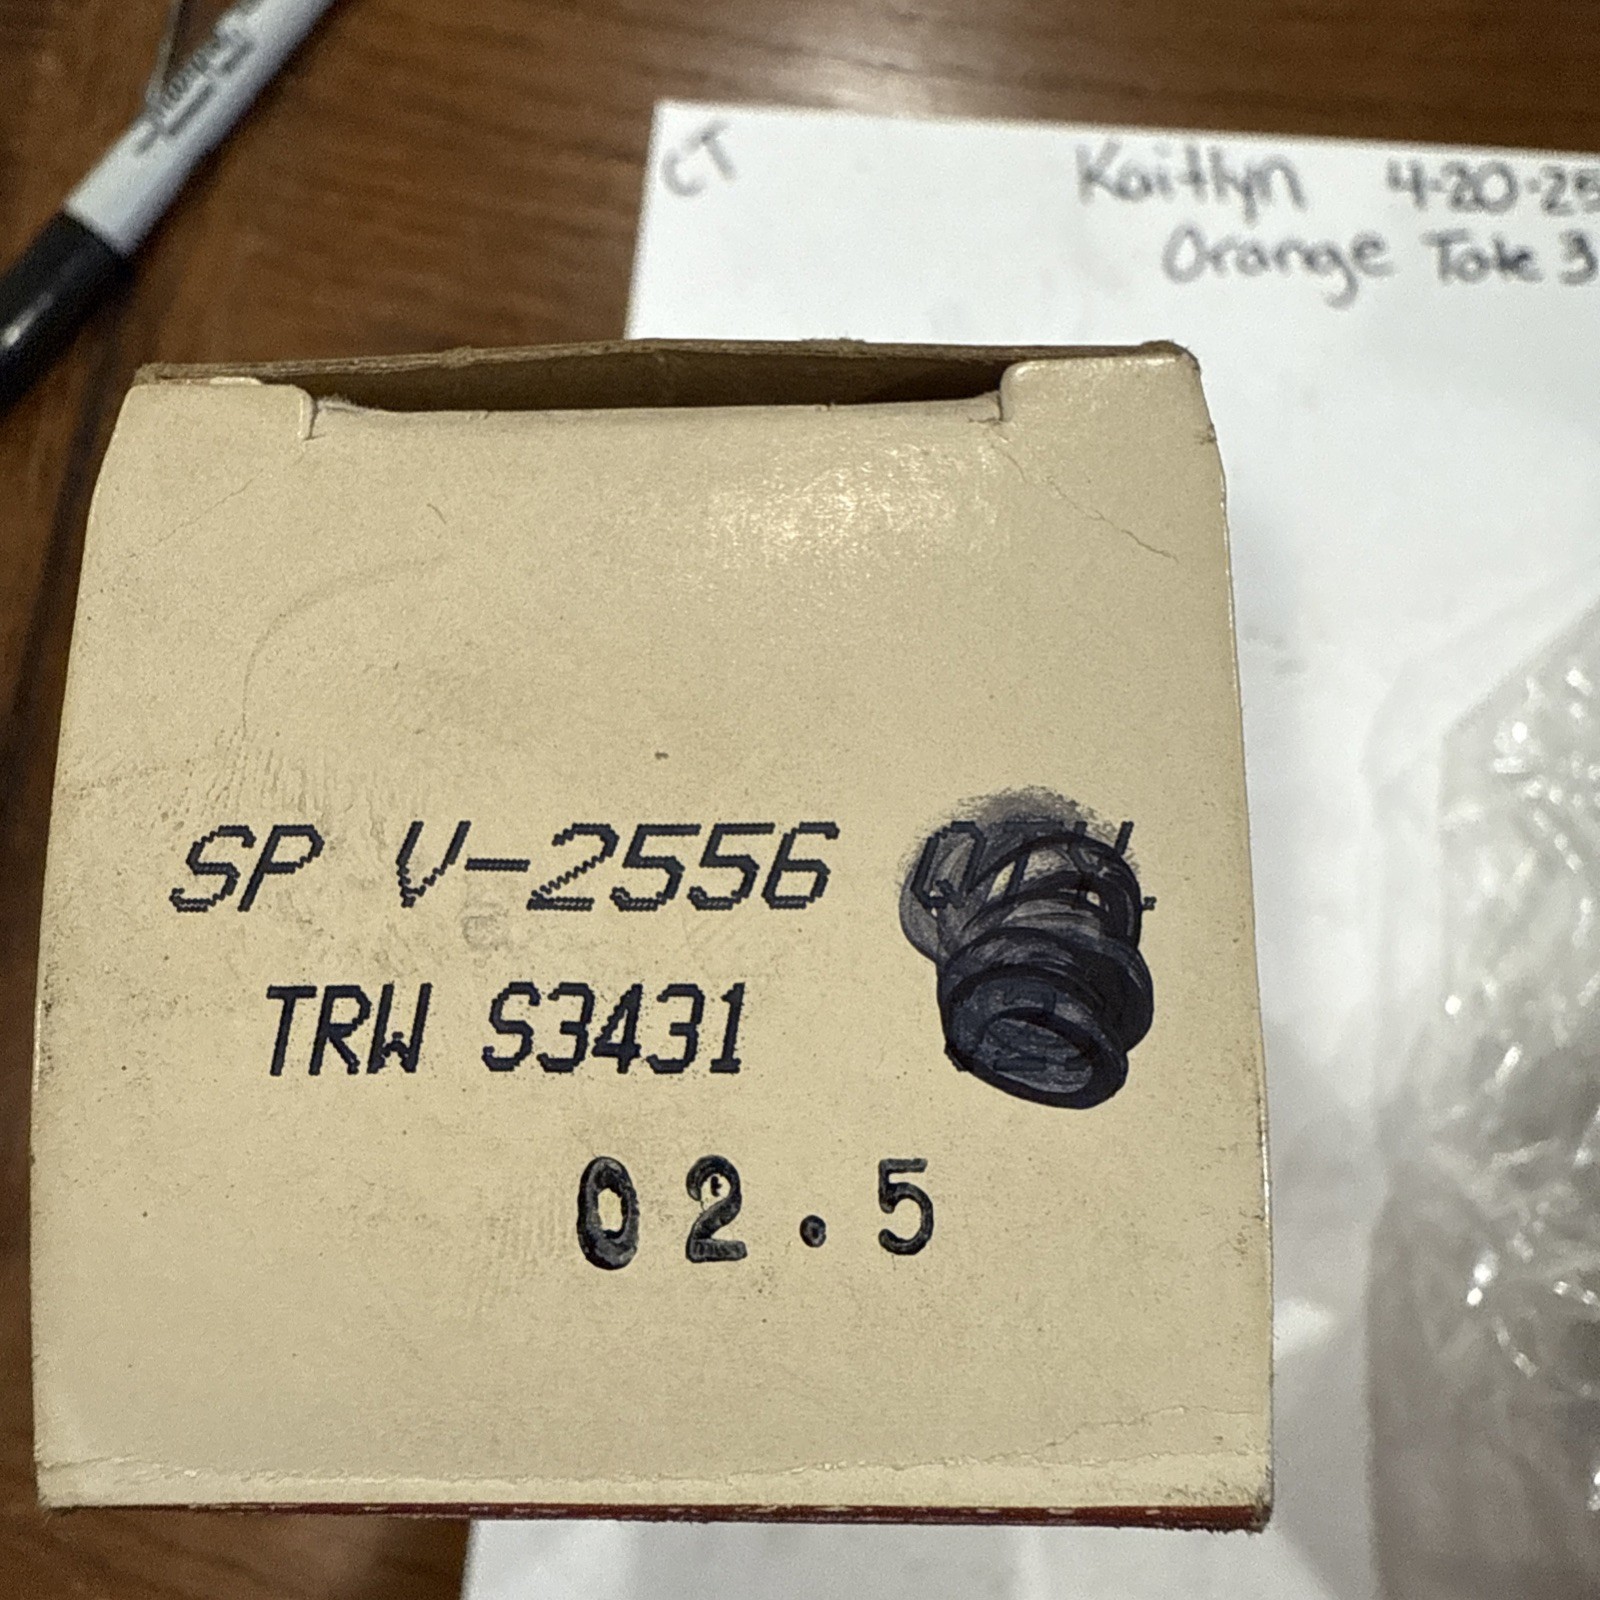 CT
Kaitlyn 4-20-25
Orange Tote 3
SP V-2556
TRW S3431
02.5